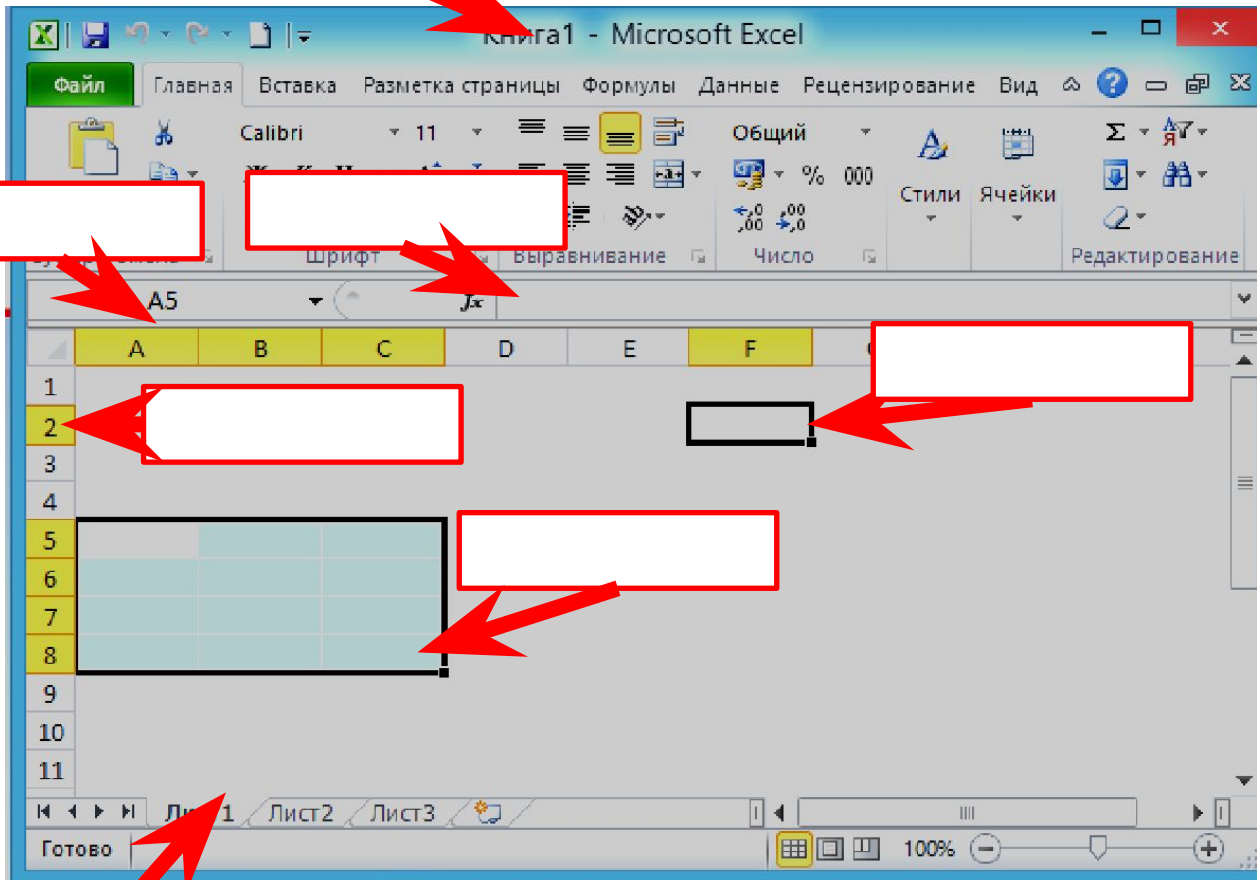 Книга1 - Microsoft Excel
Файл Главная Вставка Разметка страницы Формулы Данные Рецензирование Вид
Calibri 11 Общий
% 000
Стили Ячейки
Шрифт Выравнивание Число Редактирование
A5 fx
A B C D E F
1
2
3
4
5
6
7
8
9
10
11
Лист1 Лист2 Лист3
Готово 100%